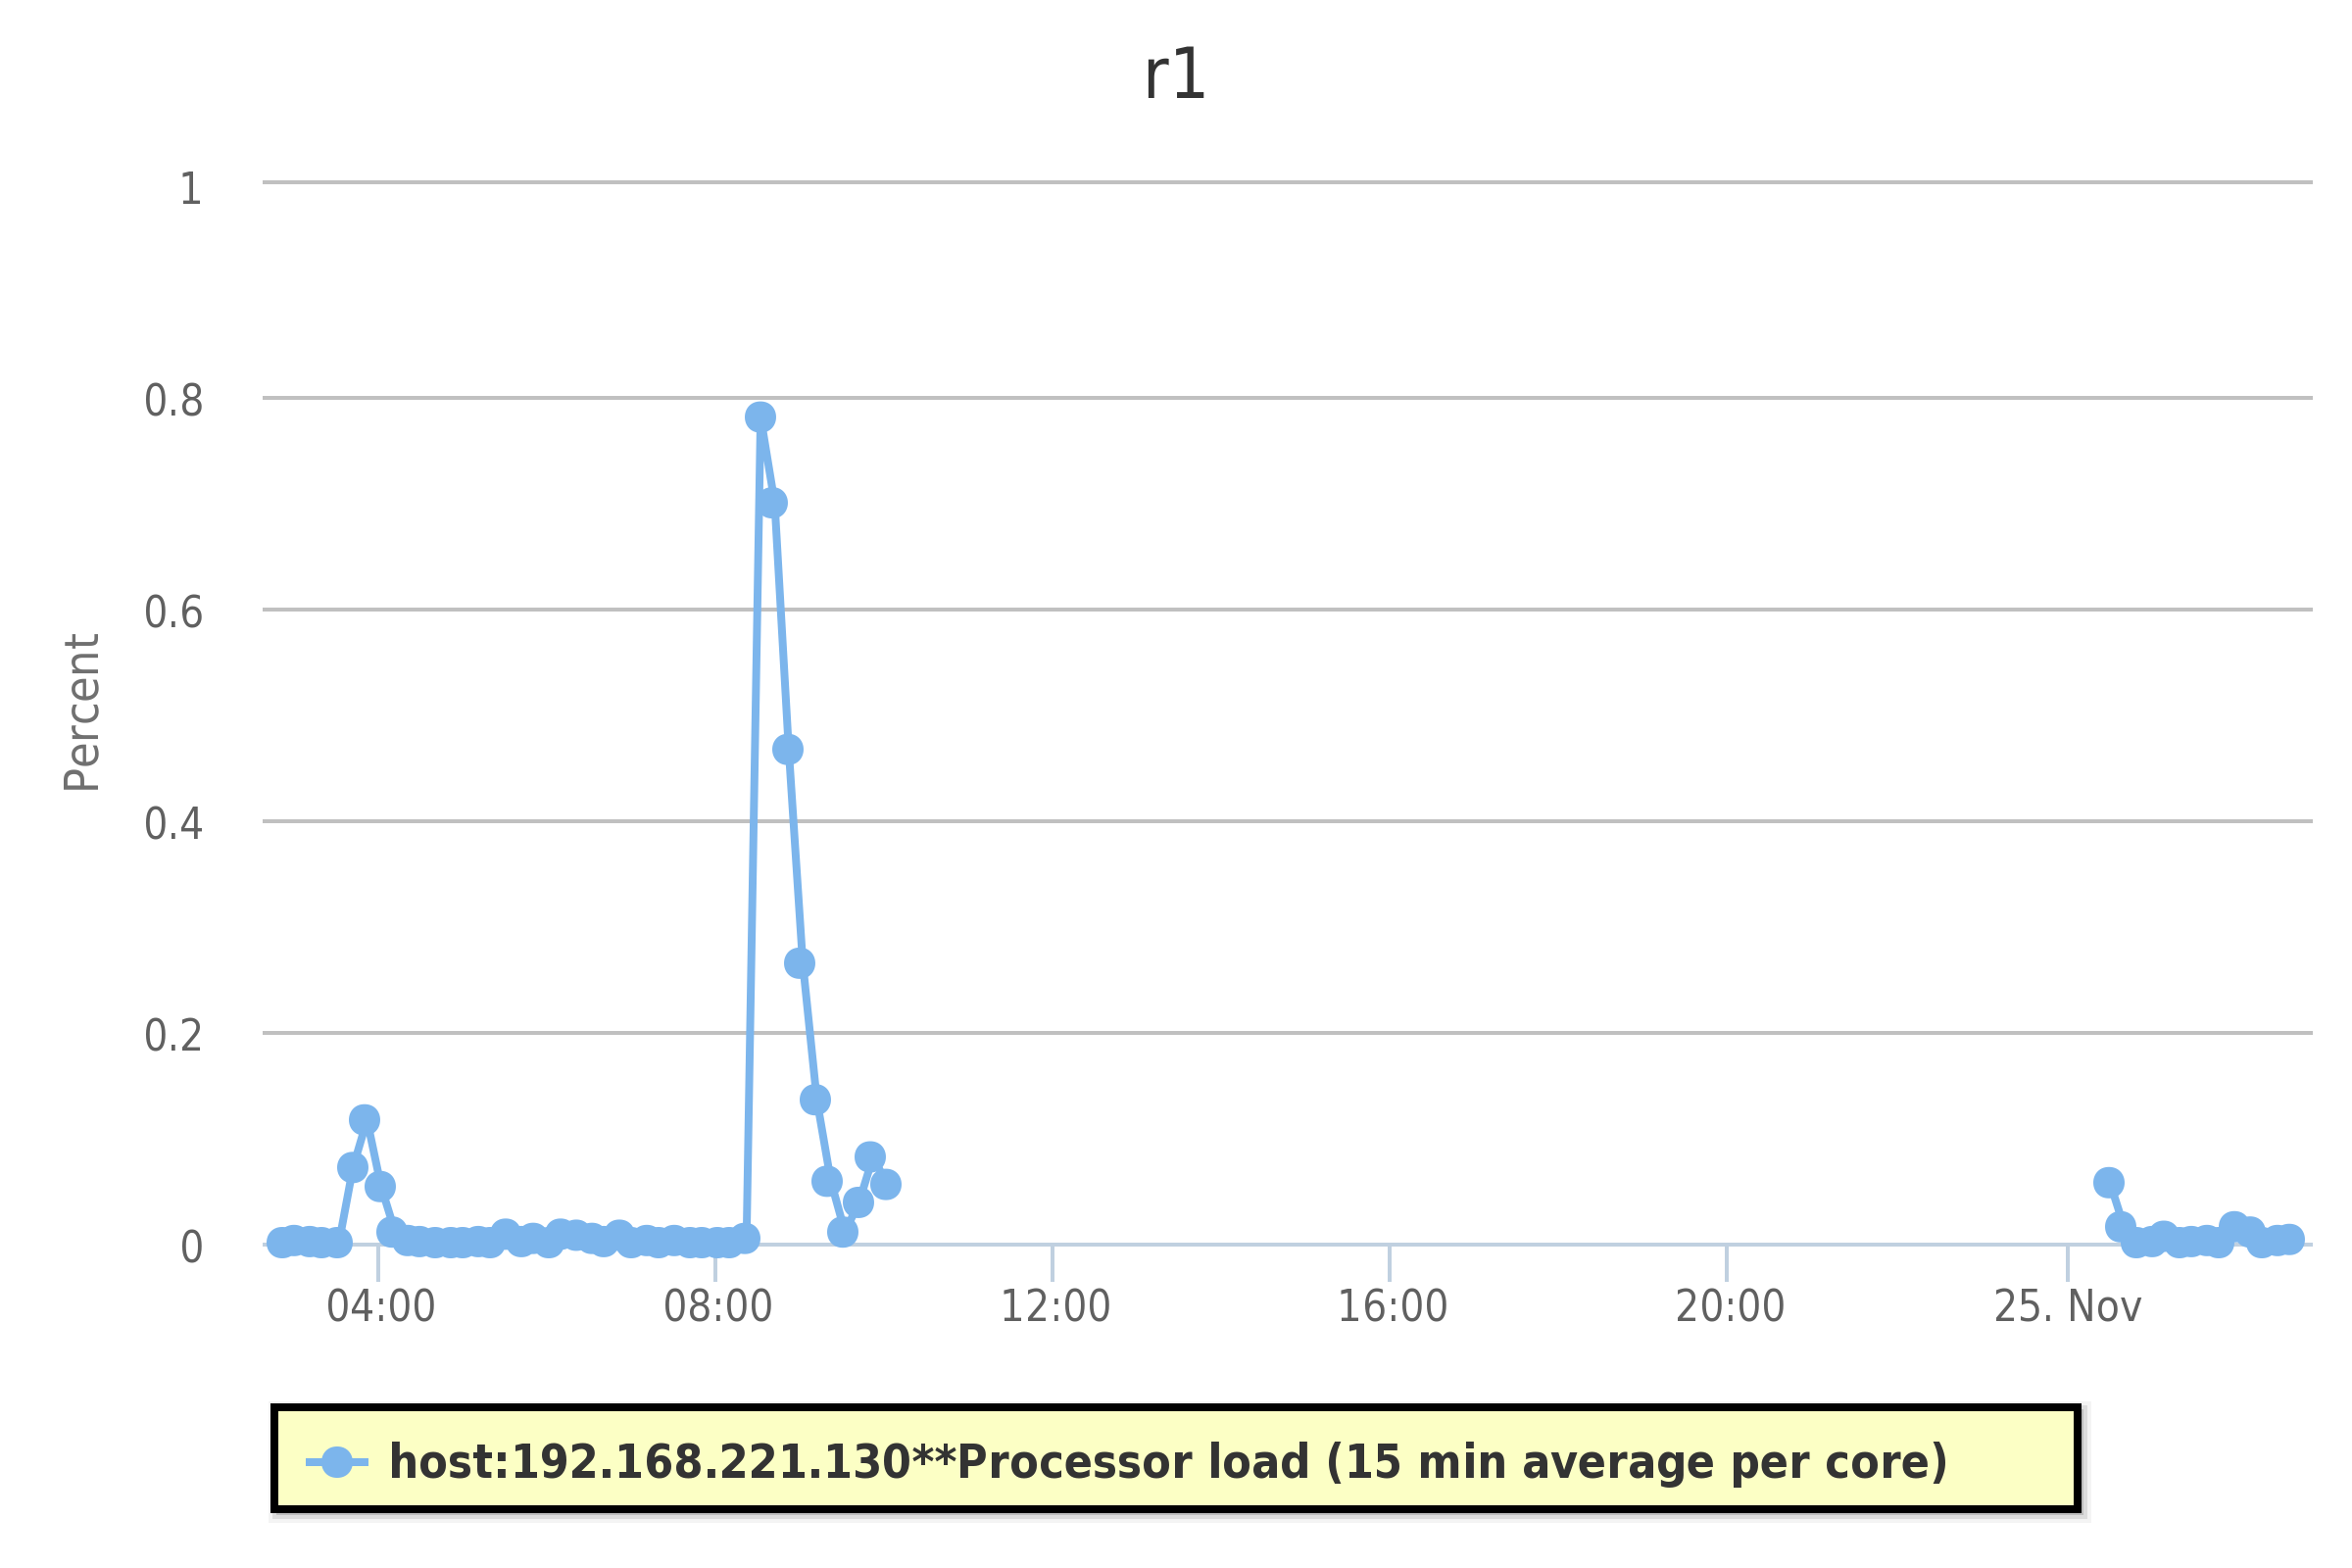 r1
1
0.8
0.6
0.4
0.2
0
Percent
04:00 08:00 12:00 16:00 20:00 25. Nov
host:192.168.221.130**Processor load (15 min average per core)